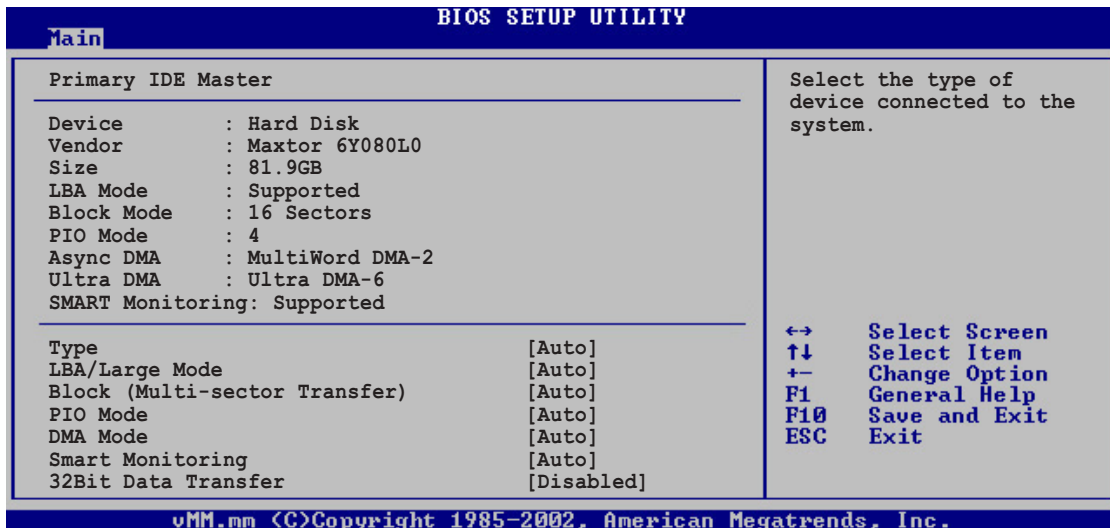 BIOS SETUP UTILITY
Main
Primary IDE Master
Device : Hard Disk
Vendor : Maxtor 6Y080L0
Size : 81.9GB
LBA Mode : Supported
Block Mode : 16 Sectors
PIO Mode : 4
Async DMA : MultiWord DMA-2
Ultra DMA : Ultra DMA-6
SMART Monitoring: Supported
Type [Auto]
LBA/Large Mode [Auto]
Block (Multi-sector Transfer) [Auto]
PIO Mode [Auto]
DMA Mode [Auto]
Smart Monitoring [Auto]
32Bit Data Transfer [Disabled]
Select the type of
device connected to the
system.
←→ Select Screen
↑↓ Select Item
+- Change Option
F1 General Help
F10 Save and Exit
ESC Exit
vMM.mm (C)Copyright 1985-2002, American Megatrends, Inc.